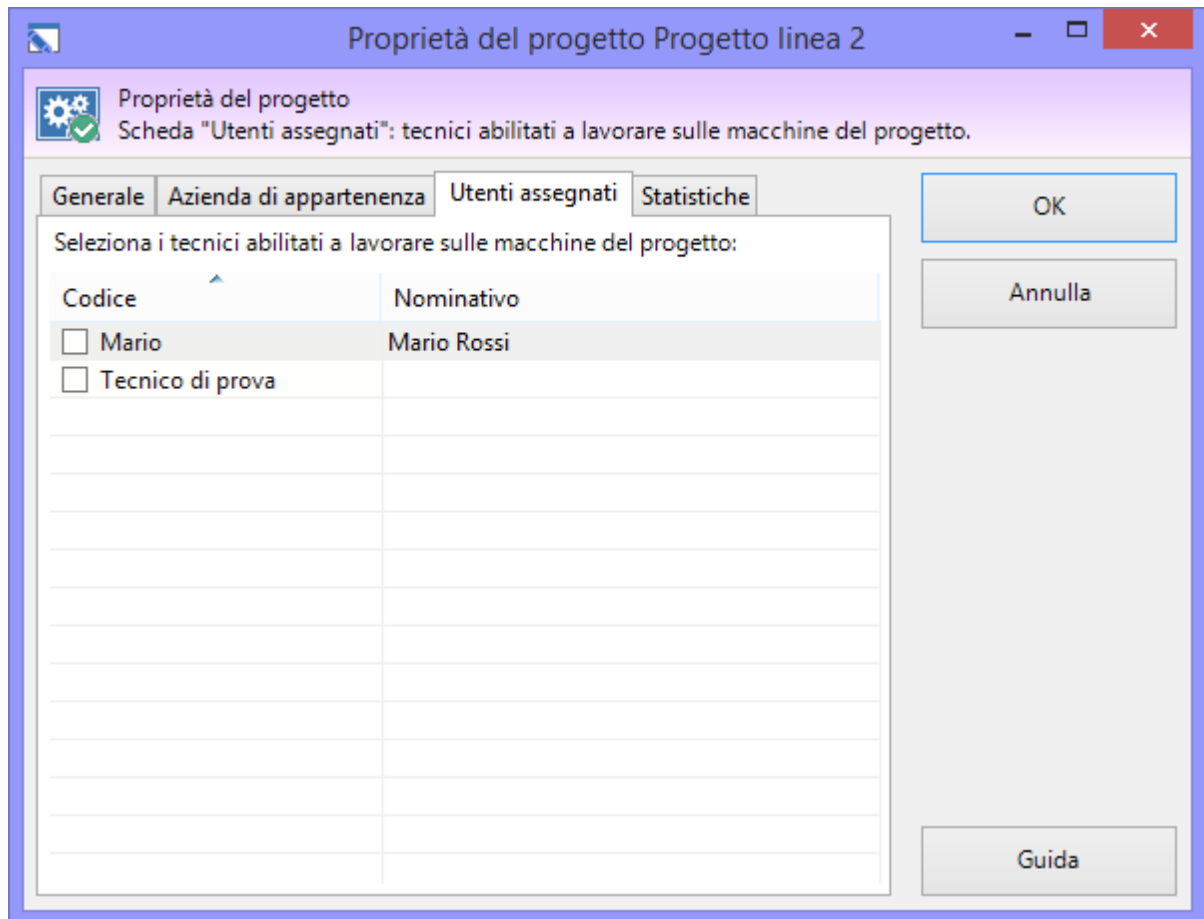 Proprietà del progetto Progetto linea 2
Proprietà del progetto
Scheda "Utenti assegnati": tecnici abilitati a lavorare sulle macchine del progetto.
Generale Azienda di appartenenza Utenti assegnati Statistiche
OK
Seleziona i tecnici abilitati a lavorare sulle macchine del progetto:
Codice Nominativo
Annulla
Mario Mario Rossi
Tecnico di prova
Guida